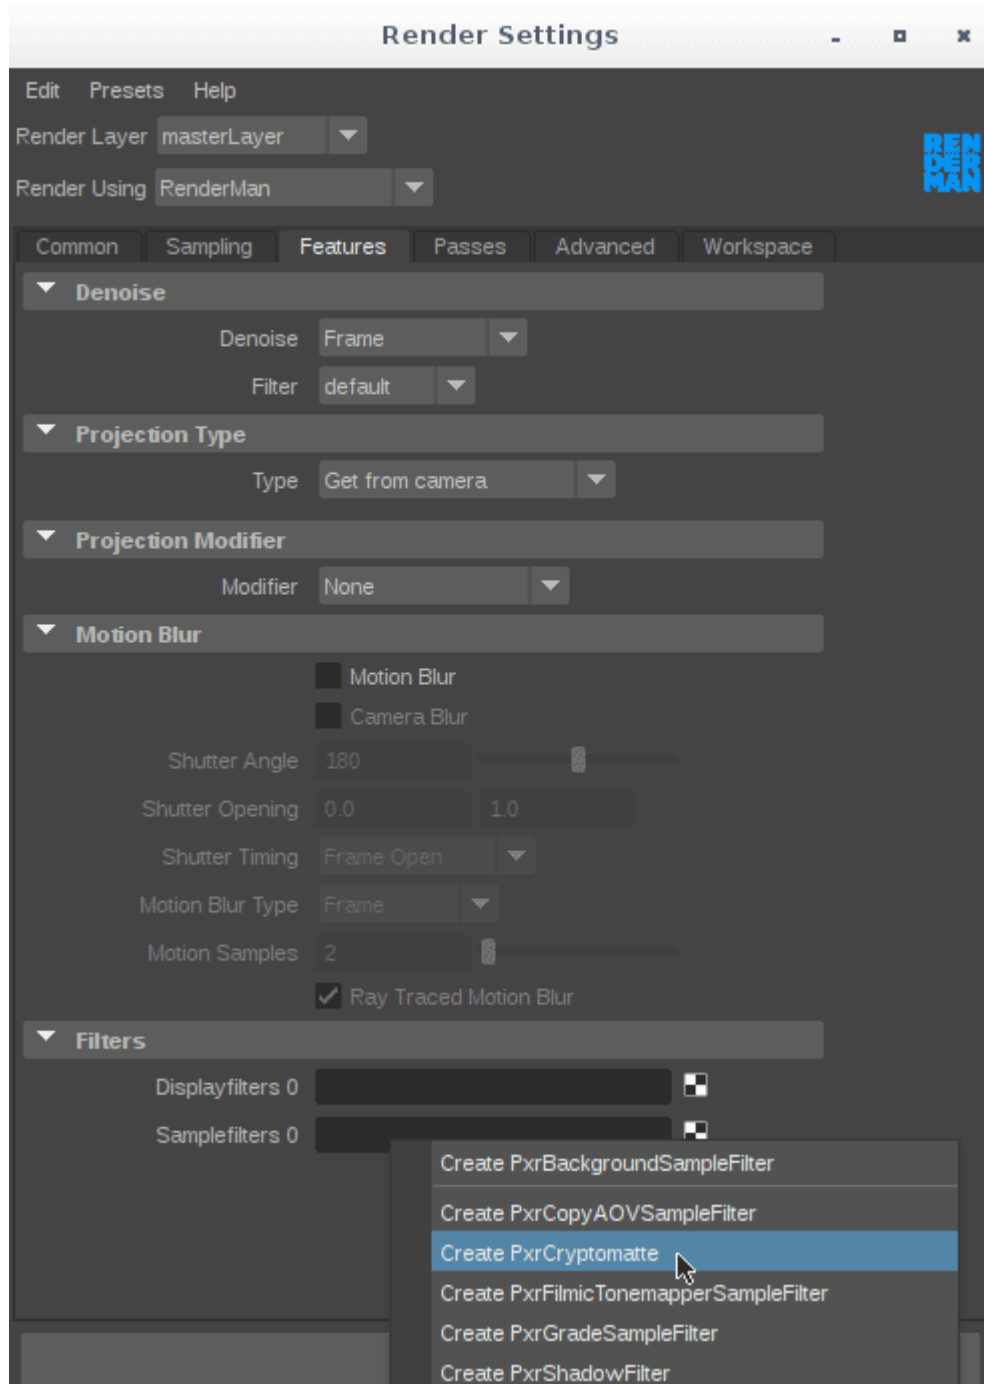 Render Settings
Edit Presets Help
Render Layer masterLayer
REN
DER
MAN
Render Using RenderMan
Common Sampling Features Passes Advanced Workspace
Denoise
Denoise Frame
Filter default
Projection Type
Type Get from camera
Projection Modifier
Modifier None
Motion Blur
Motion Blur
Camera Blur
Shutter Angle 180
Shutter Opening 0.0 1.0
Shutter Timing Frame Open
Motion Blur Type Frame
Motion Samples 2
Ray Traced Motion Blur
Filters
Displayfilters 0
Samplefilters 0
Create PxrBackgroundSampleFilter
Create PxrCopyAOVSampleFilter
Create PxrCryptomatte
Create PxrFilmicTonemapperSampleFilter
Create PxrGradeSampleFilter
Create PxrShadowFilter